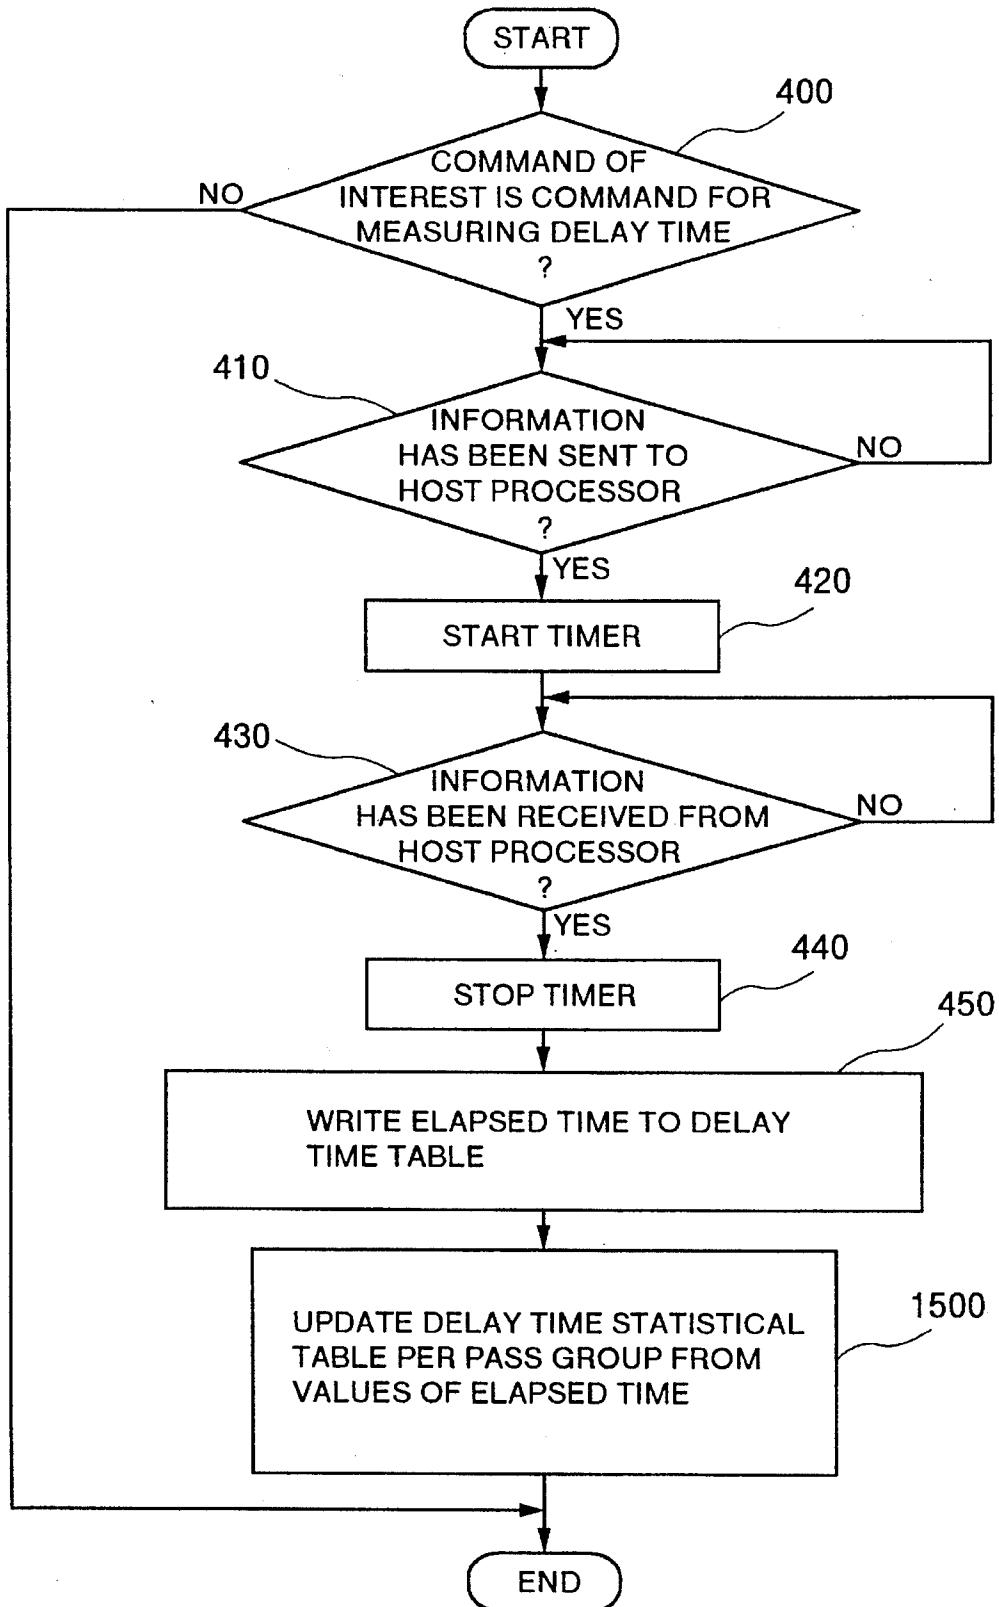 START
400
COMMAND OF
INTEREST IS COMMAND FOR
MEASURING DELAY TIME
?
NO
YES
410
INFORMATION
HAS BEEN SENT TO
HOST PROCESSOR
?
NO
YES
420
START TIMER
430
INFORMATION
HAS BEEN RECEIVED FROM
HOST PROCESSOR
?
NO
YES
440
STOP TIMER
450
WRITE ELAPSED TIME TO DELAY
TIME TABLE
1500
UPDATE DELAY TIME STATISTICAL
TABLE PER PASS GROUP FROM
VALUES OF ELAPSED TIME
END